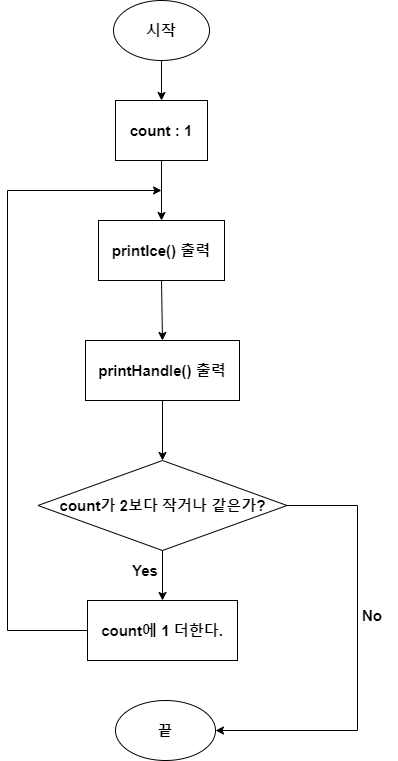 시작
count : 1
printIce() 출력
printHandle() 출력
count가 2보다 작거나 같은가?
Yes
No
count에 1 더한다.
끝